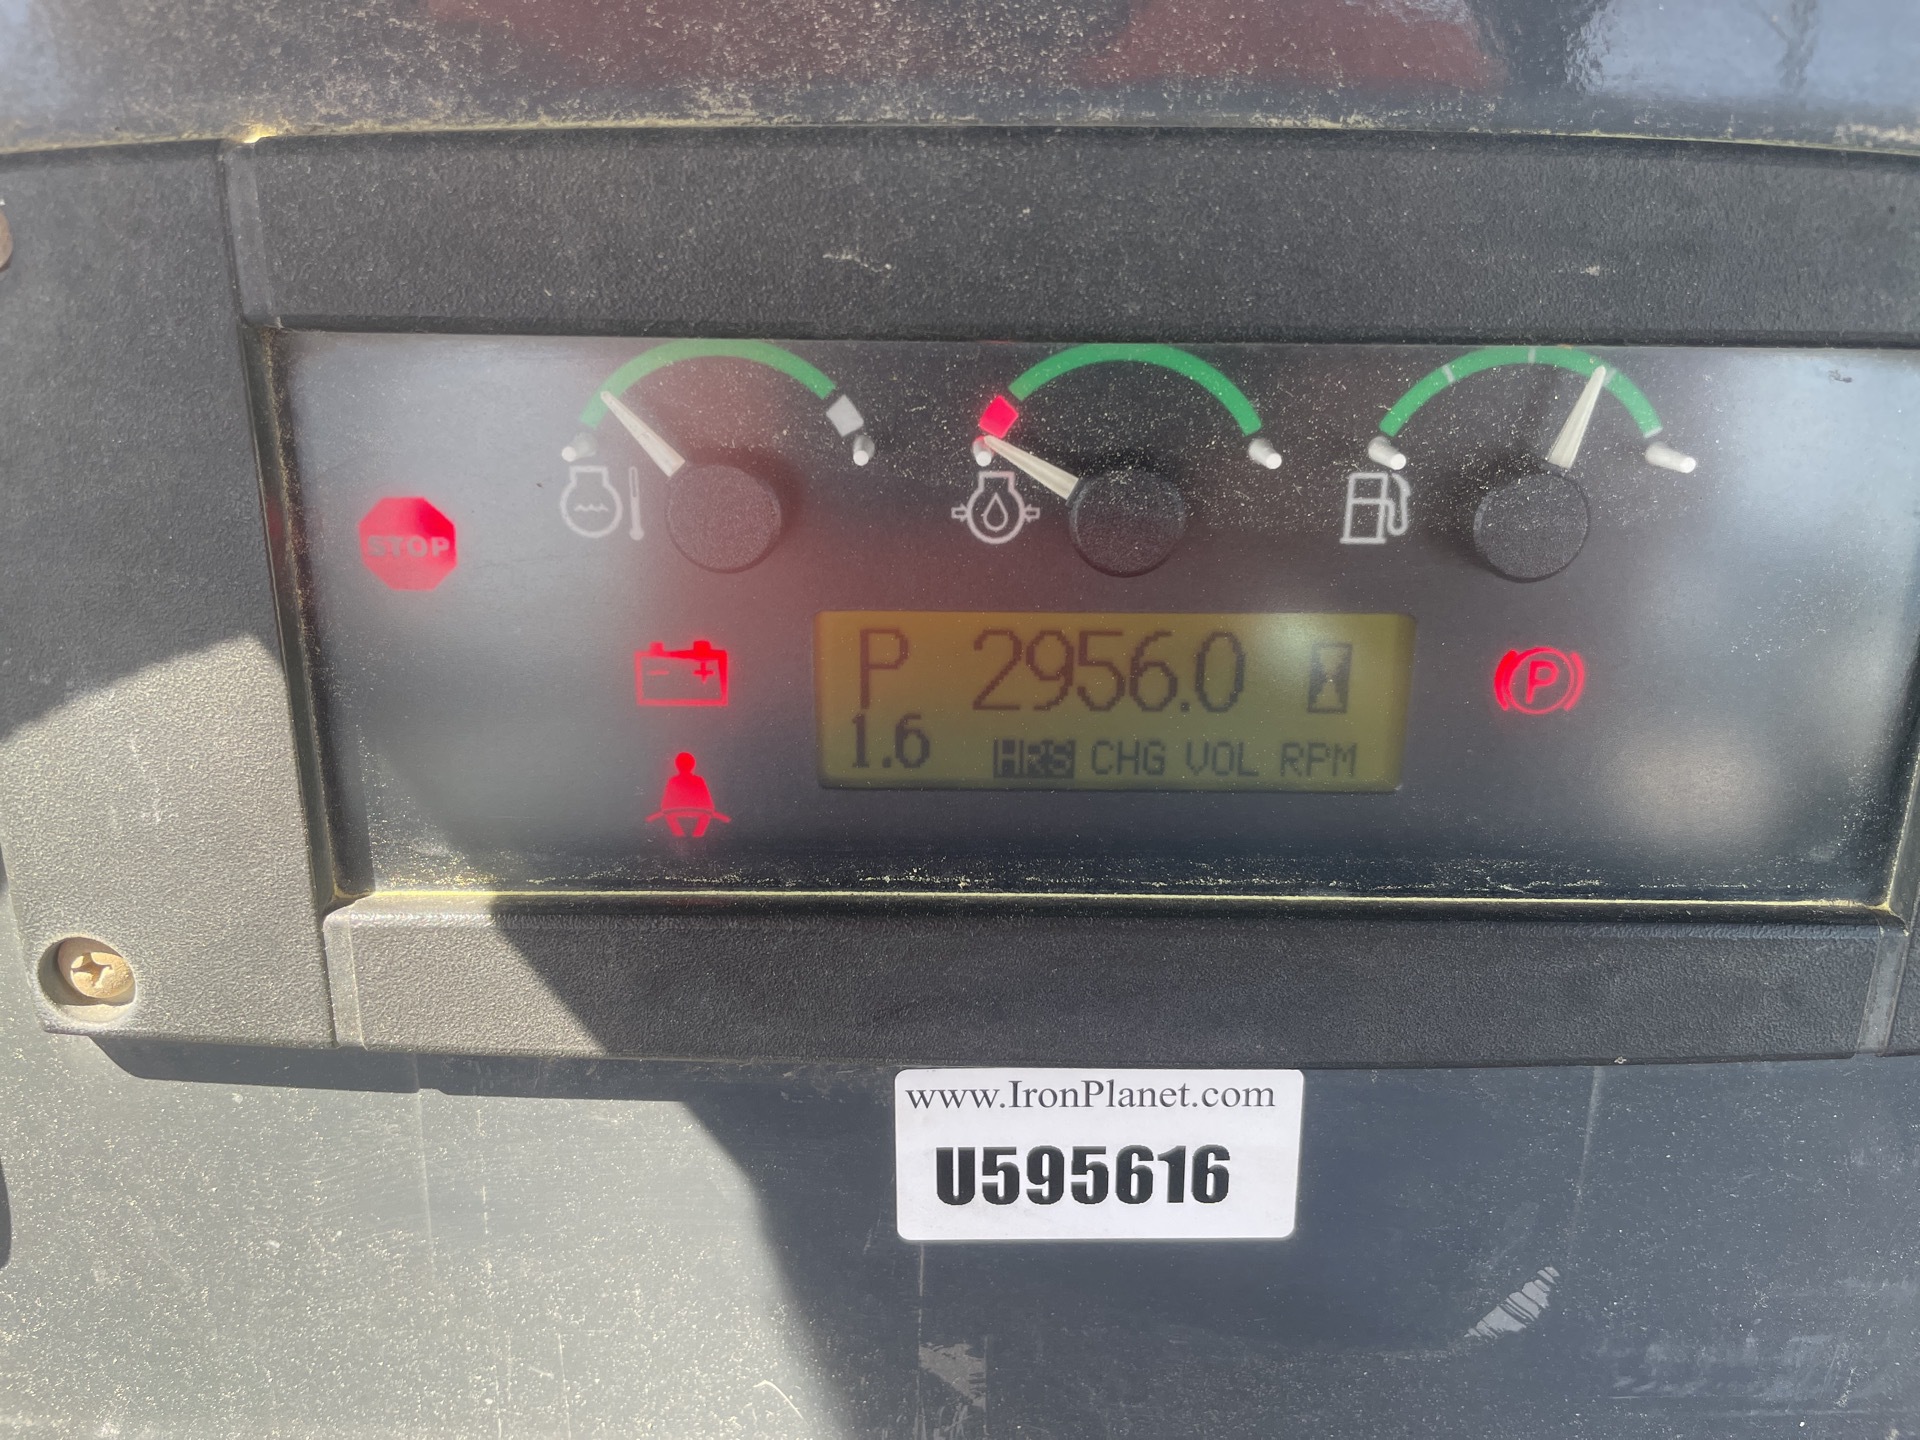 STOP
P 2956.0
1.6 HRS CHG VOL RPM
P
www.IronPlanet.com
U595616